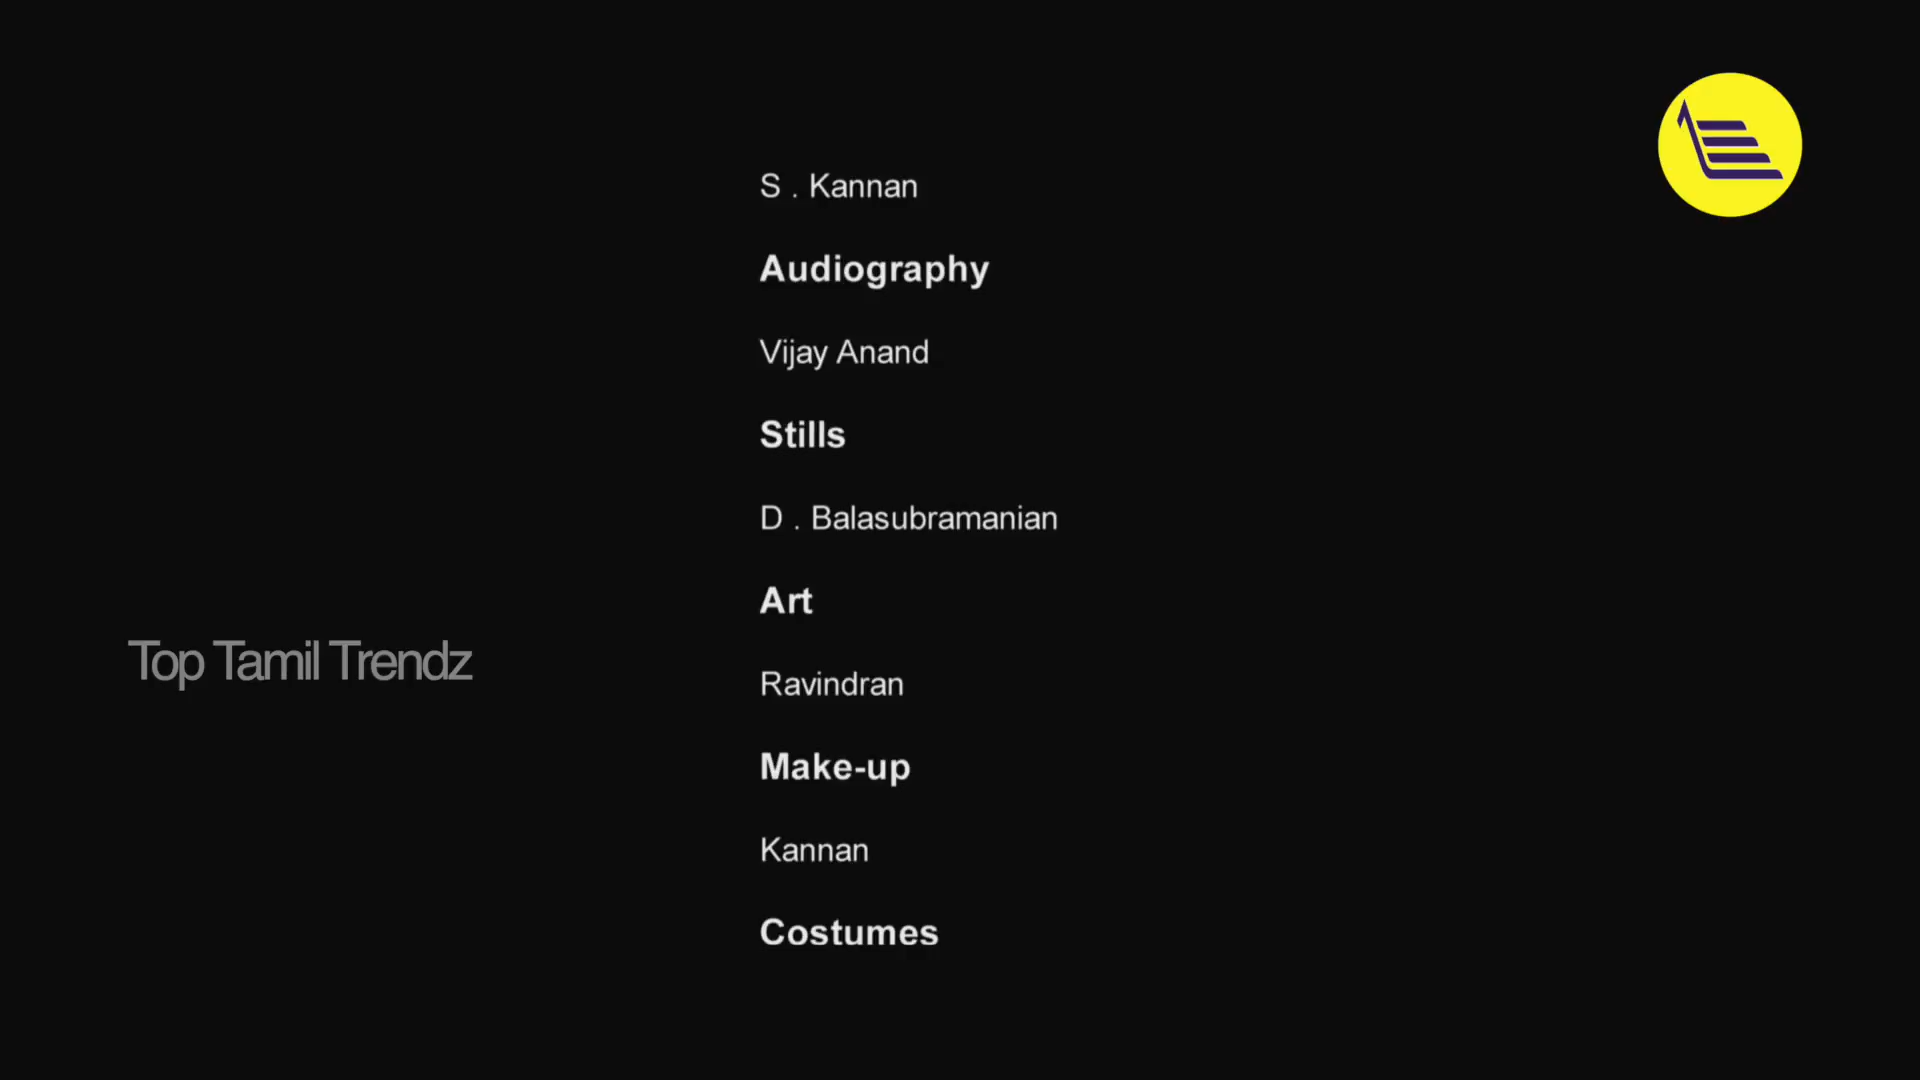 S . Kannan
Audiography
Vijay Anand
Stills
D . Balasubramanian
Art
Ravindran
Top Tamil Trendz
Make-up
Kannan
Costumes